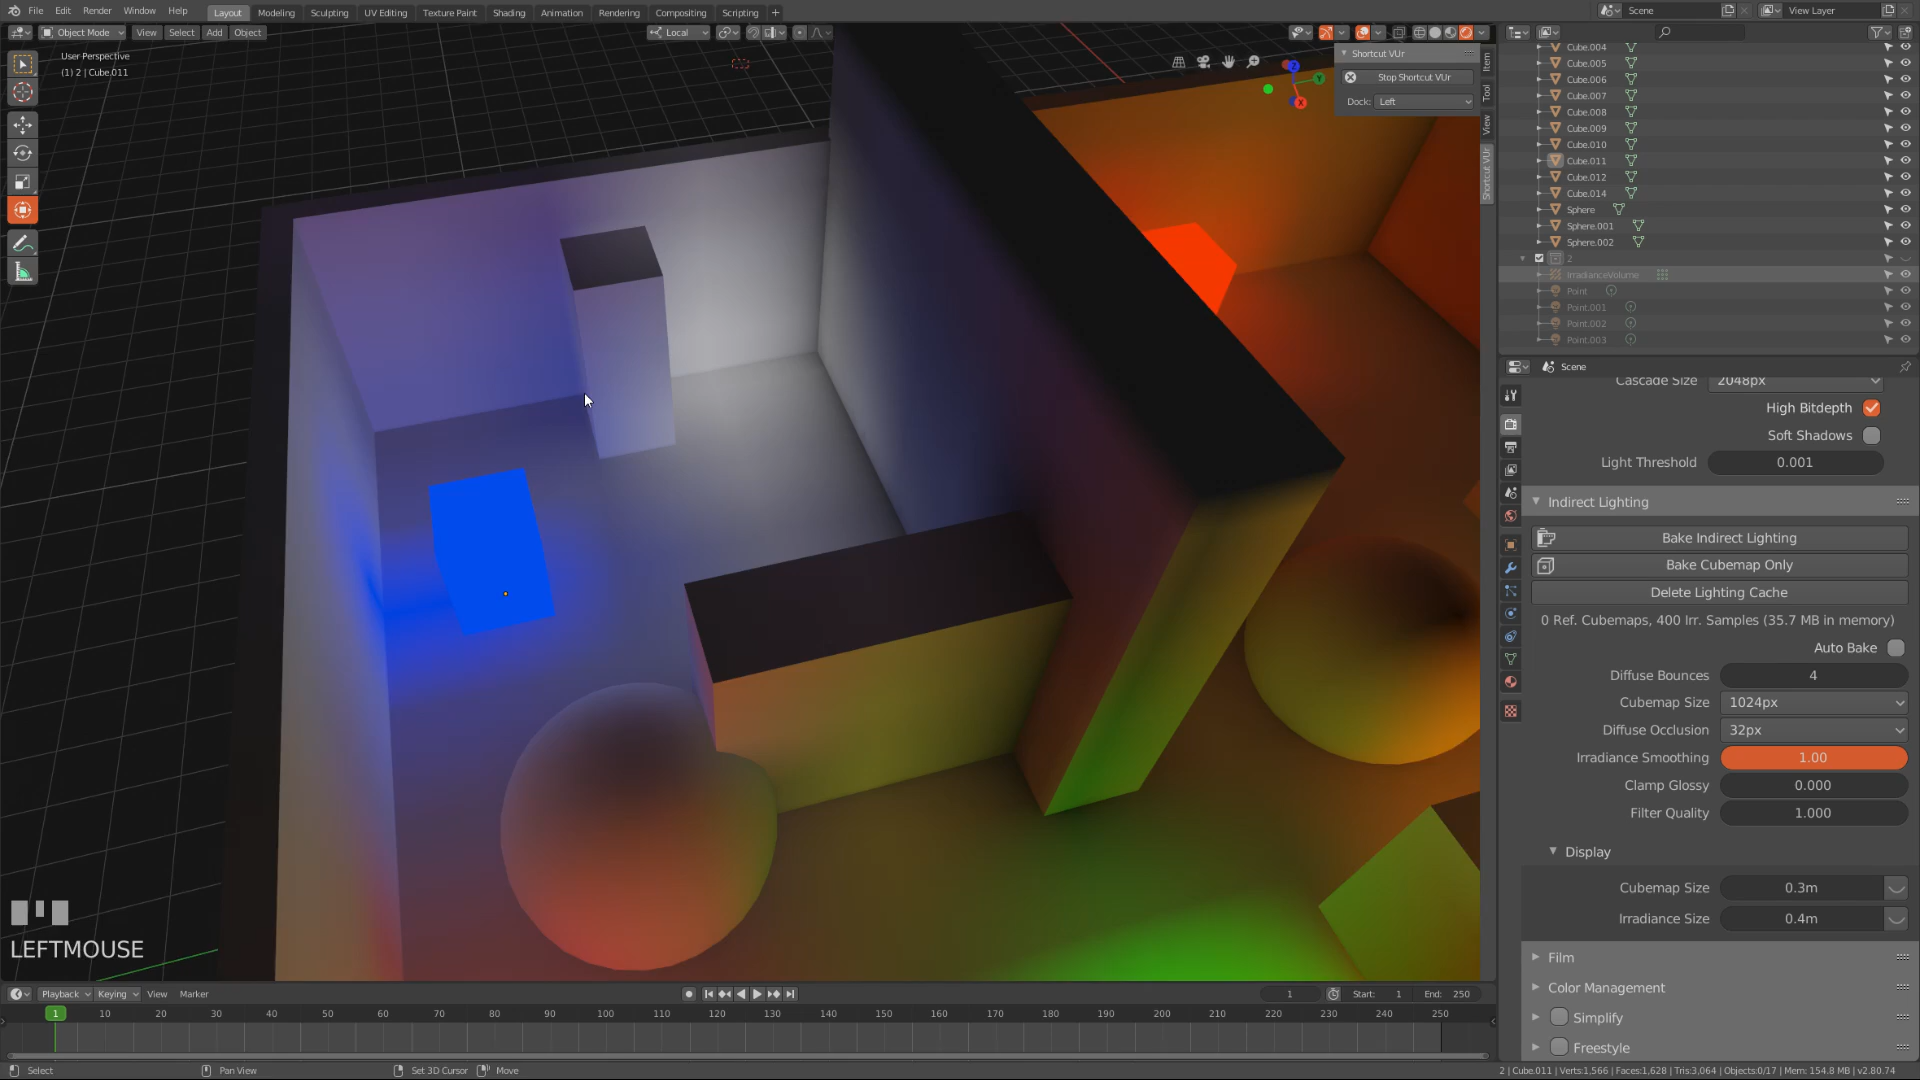 File Edit Render Window Help Layout Modeling Sculpting UV Editing Texture Paint Shading Animation Rendering Compositing Scripting + Scene View Layer
Object Mode View Select Add Object Local
User Perspective
(1) 2 | Cube.011
Shortcut VUr
Stop Shortcut VUr
Dock: Left
Item
Tool
View
Shortcut VUr
Z
Y
X
Cube.004
Cube.005
Cube.006
Cube.007
Cube.008
Cube.009
Cube.010
Cube.011
Cube.012
Cube.014
Sphere
Sphere.001
Sphere.002
2
IrradianceVolume
Point
Point.001
Point.002
Point.003
Scene
Cascade Size 2048px
High Bitdepth
Soft Shadows
Light Threshold 0.001
Indirect Lighting
Bake Indirect Lighting
Bake Cubemap Only
Delete Lighting Cache
0 Ref. Cubemaps, 400 Irr. Samples (35.7 MB in memory)
Auto Bake
Diffuse Bounces 4
Cubemap Size 1024px
Diffuse Occlusion 32px
Irradiance Smoothing 1.00
Clamp Glossy 0.000
Filter Quality 1.000
Display
Cubemap Size 0.3m
Irradiance Size 0.4m
Film
Color Management
Simplify
Freestyle
LEFTMOUSE
Playback Keying View Marker 1 Start: 1 End: 250
1 10 20 30 40 50 60 70 80 90 100 110 120 130 140 150 160 170 180 190 200 210 220 230 240 250
Select Pan View Set 3D Cursor Move 2 | Cube.011 | Verts:1,566 | Faces:1,628 | Tris:3,064 | Objects:0/17 | Mem: 154.8 MB | v2.80.74